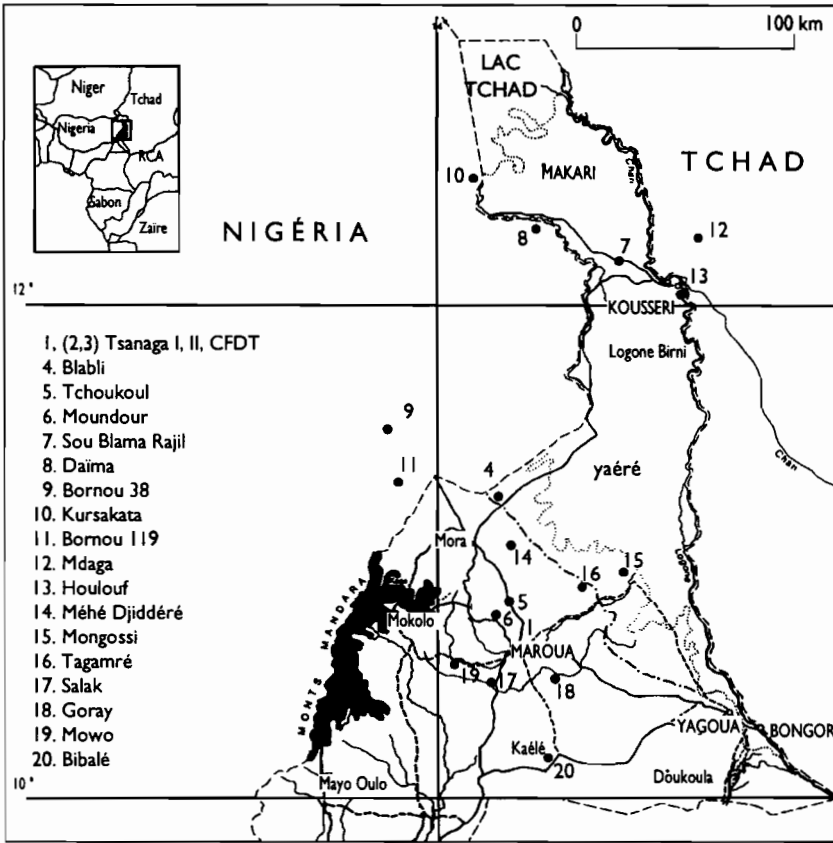 0 100 km
LAC
TCHAD
Niger
Tchad
Nigeria
RCA
Gabon
Zaïre
MAKARI
Chari
TCHAD
NIGÉRIA
10
8
7
12
13
12°
KOUSSERI
Logone Birni
1, (2,3) Tsanaga I, II, CFDT
4. Blabli
5. Tchoukoul
6. Moundour
7. Sou Blama Rajil
8. Daïma
9. Bornou 38
10. Kursakata
11. Bornou 119
12. Mdaga
13. Houlouf
14. Méhé Djiddéré
15. Mongossi
16. Tagamré
17. Salak
18. Goray
19. Mowo
20. Bibalé
9
11
4
yaéré
Chari
Logone
Mora
14
16
15
5
6
1
Mokolo
MONTS MANDARA
MAROUA
19
17
18
YAGOUA
BONGOR
Kaélé
20
Doukoula
Mayo Oulo
10°